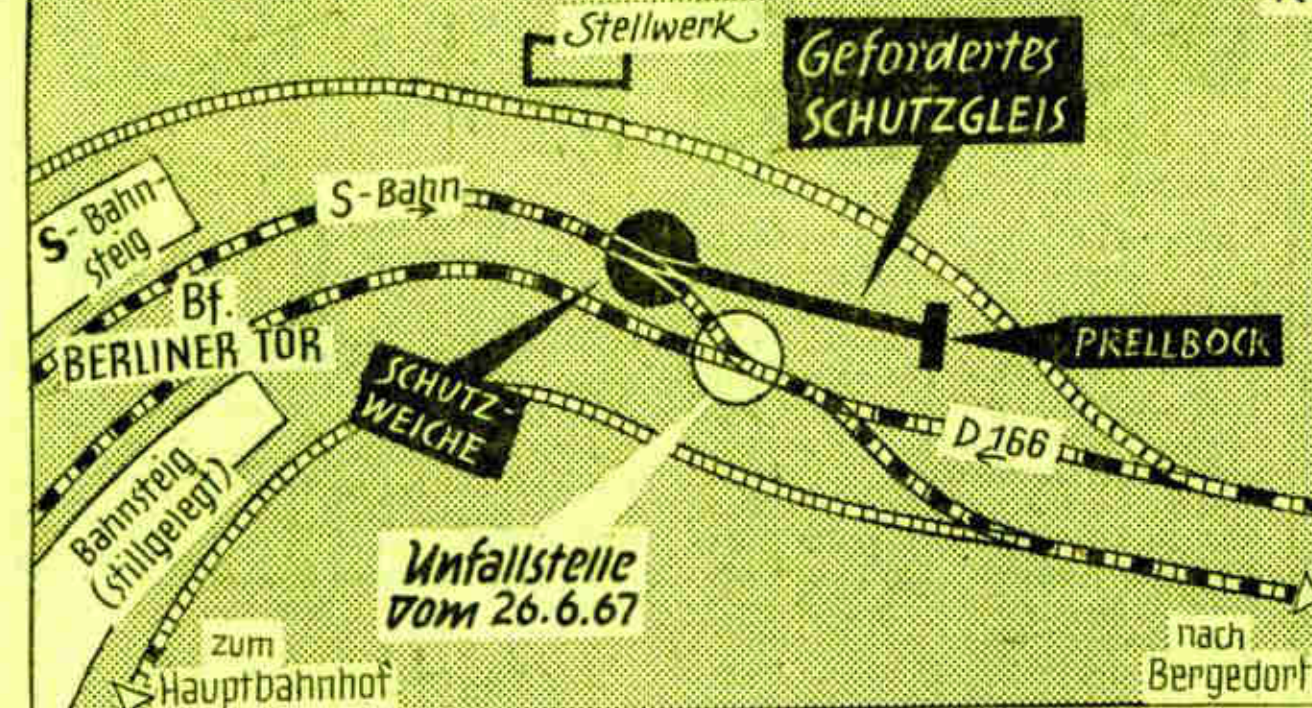 Stellwerk
Gefordertes
SCHUTZGLEIS
S-Bahn
S-Bahn-
steig
Bf.
BERLINER TOR
PRELLBOCK
SCHUTZ-
WEICHE
D 166
Bahnsteig
(stillgelegt)
Unfallstelle
vom 26.6.67
zum
Hauptbahnhof
nach
Bergedorf